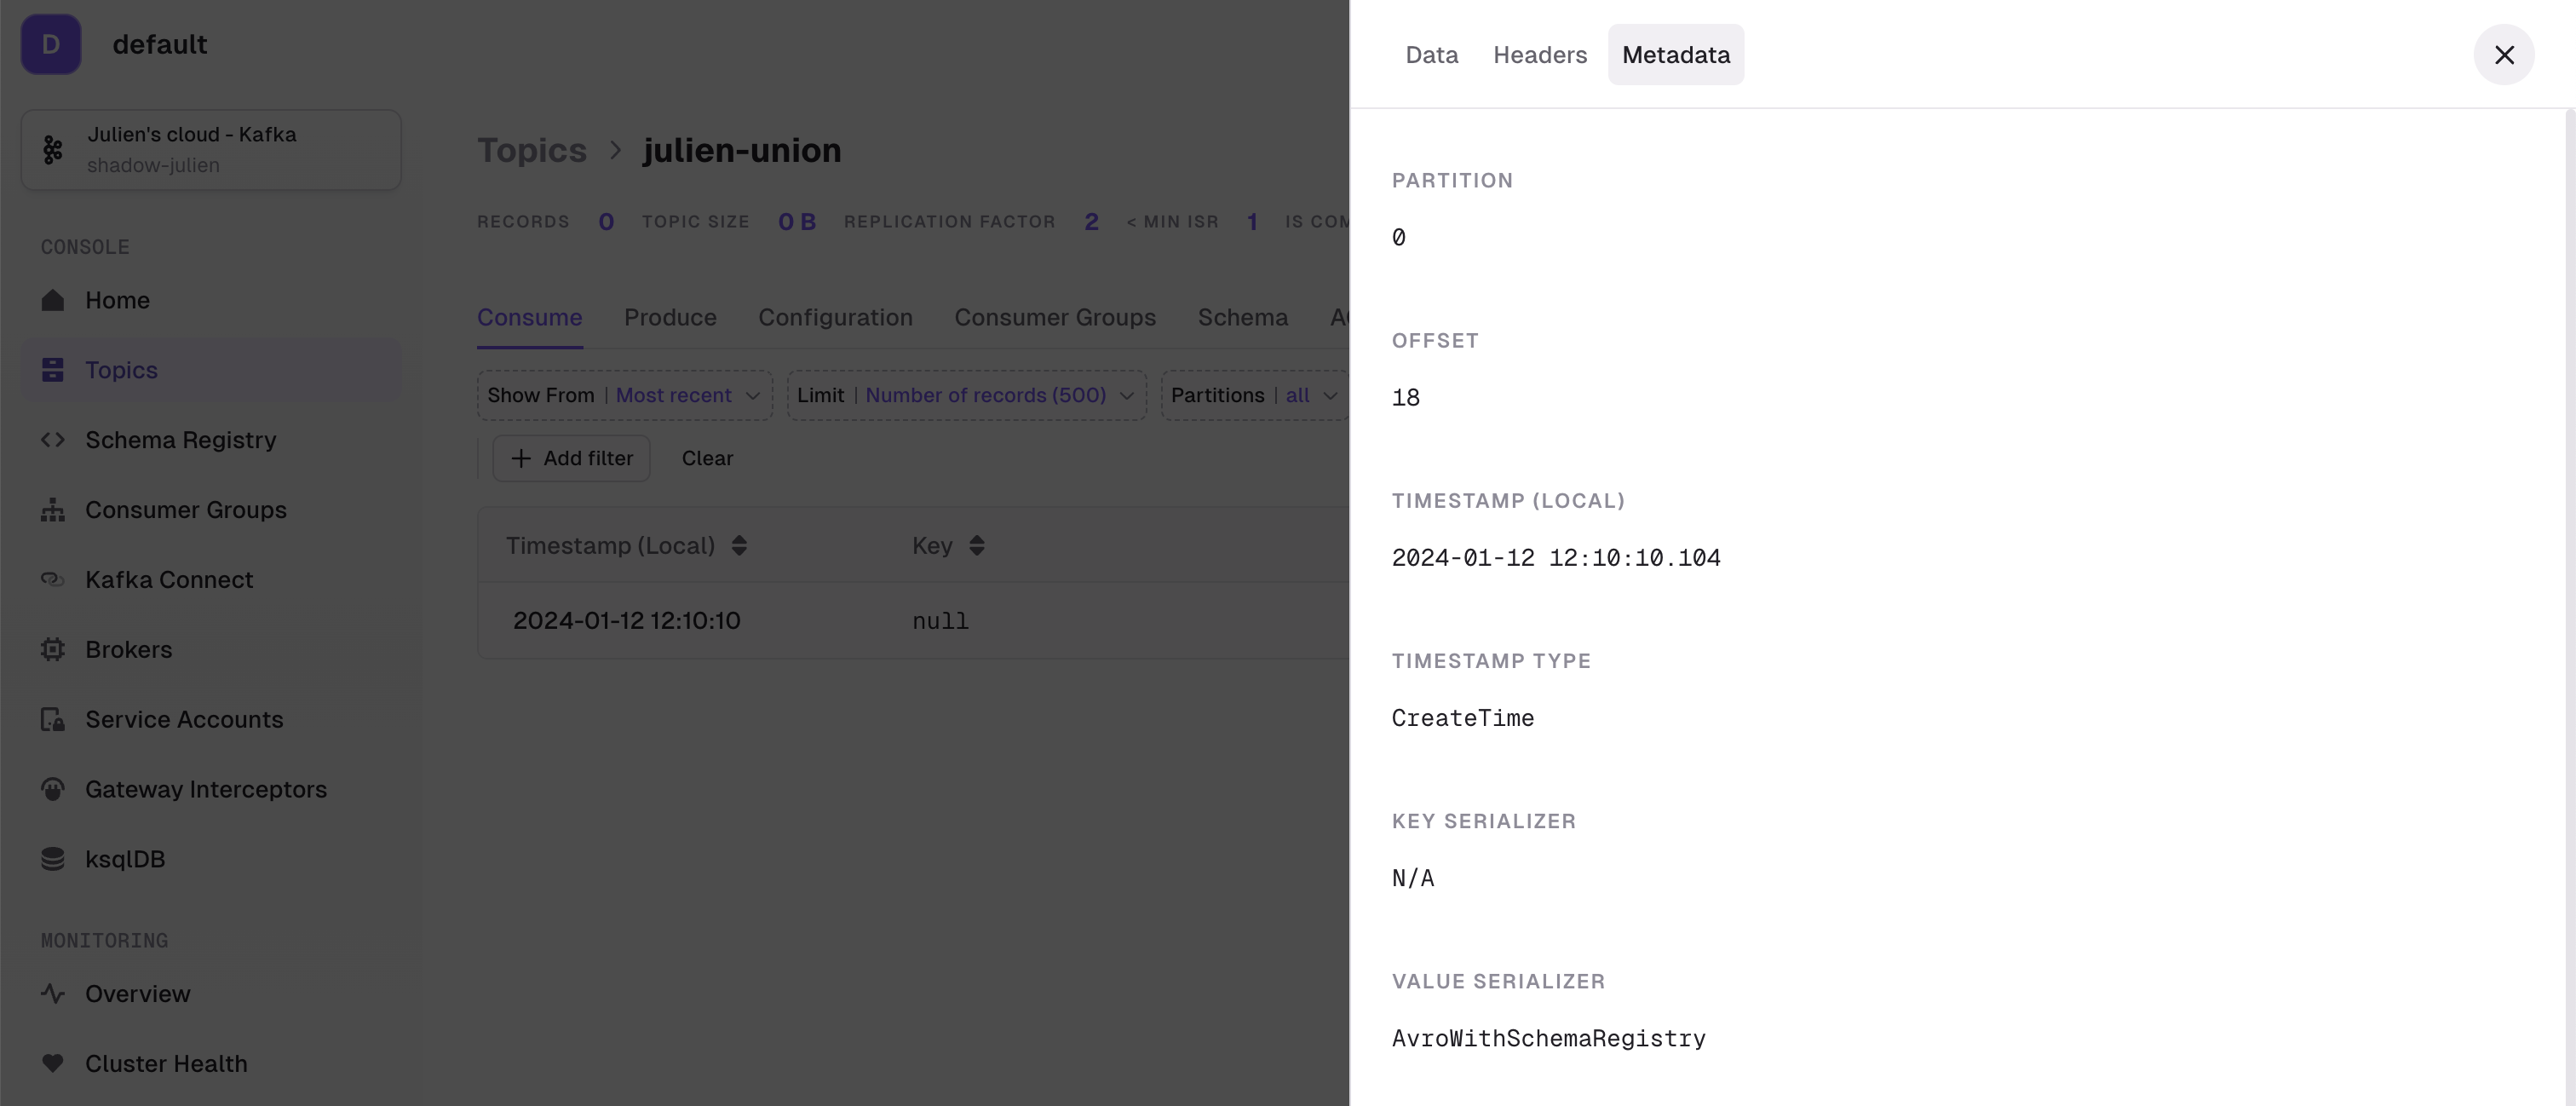 D
default
Julien's cloud - Kafka
shadow-julien
CONSOLE
Home
Topics
Schema Registry
Consumer Groups
Kafka Connect
Brokers
Service Accounts
Gateway Interceptors
ksqlDB
MONITORING
Overview
Cluster Health
Topics > julien-union
RECORDS 0 TOPIC SIZE 0 B REPLICATION FACTOR 2 < MIN ISR 1 IS COM
Consume Produce Configuration Consumer Groups Schema
Show From | Most recent Limit | Number of records (500) Partitions | all
+ Add filter Clear
Timestamp (Local) Key
2024-01-12 12:10:10 null
Data Headers Metadata
PARTITION
0
OFFSET
18
TIMESTAMP (LOCAL)
2024-01-12 12:10:10.104
TIMESTAMP TYPE
CreateTime
KEY SERIALIZER
N/A
VALUE SERIALIZER
AvroWithSchemaRegistry